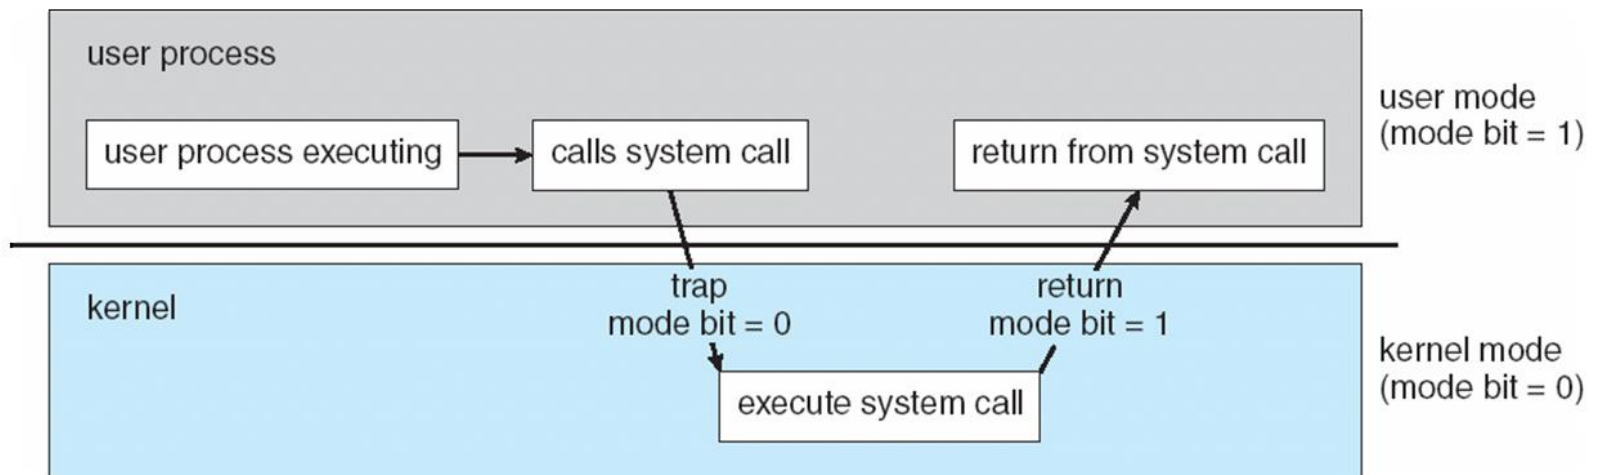 user process
user process executing
calls system call
return from system call
user mode
(mode bit = 1)
kernel
trap
mode bit = 0
return
mode bit = 1
execute system call
kernel mode
(mode bit = 0)